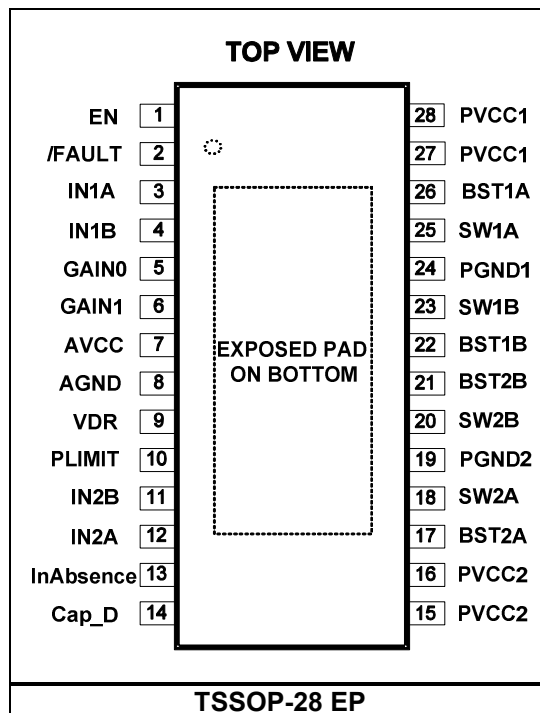 TOP VIEW
EN 1 28 PVCC1
/FAULT 2 27 PVCC1
IN1A 3 26 BST1A
IN1B 4 25 SW1A
GAIN0 5 24 PGND1
GAIN1 6 23 SW1B
AVCC 7 22 BST1B
AGND 8 21 BST2B
VDR 9 20 SW2B
PLIMIT 10 19 PGND2
IN2B 11 18 SW2A
IN2A 12 17 BST2A
InAbsence 13 16 PVCC2
Cap_D 14 15 PVCC2
EXPOSED PAD
ON BOTTOM
TSSOP-28 EP